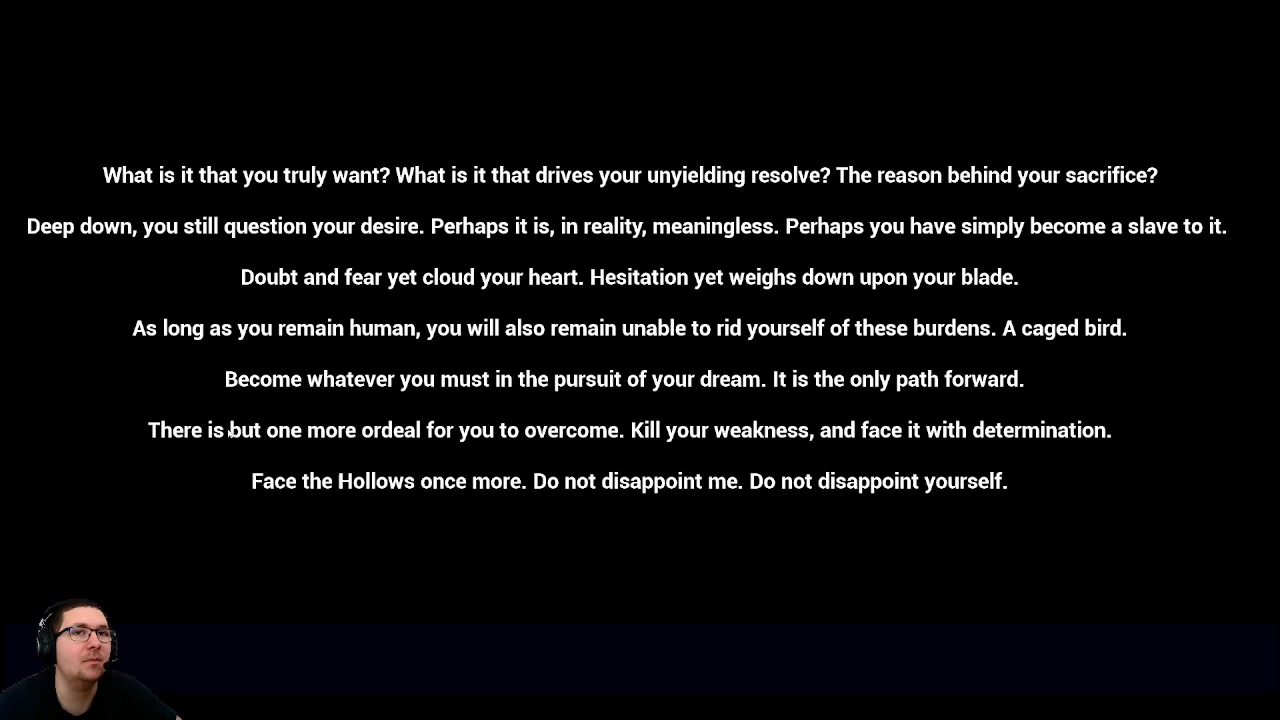 What is it that you truly want? What is it that drives your unyielding resolve? The reason behind your sacrifice?
Deep down, you still question your desire. Perhaps it is, in reality, meaningless. Perhaps you have simply become a slave to it.
Doubt and fear yet cloud your heart. Hesitation yet weighs down upon your blade.
As long as you remain human, you will also remain unable to rid yourself of these burdens. A caged bird.
Become whatever you must in the pursuit of your dream. It is the only path forward.
There is but one more ordeal for you to overcome. Kill your weakness, and face it with determination.
Face the Hollows once more. Do not disappoint me. Do not disappoint yourself.